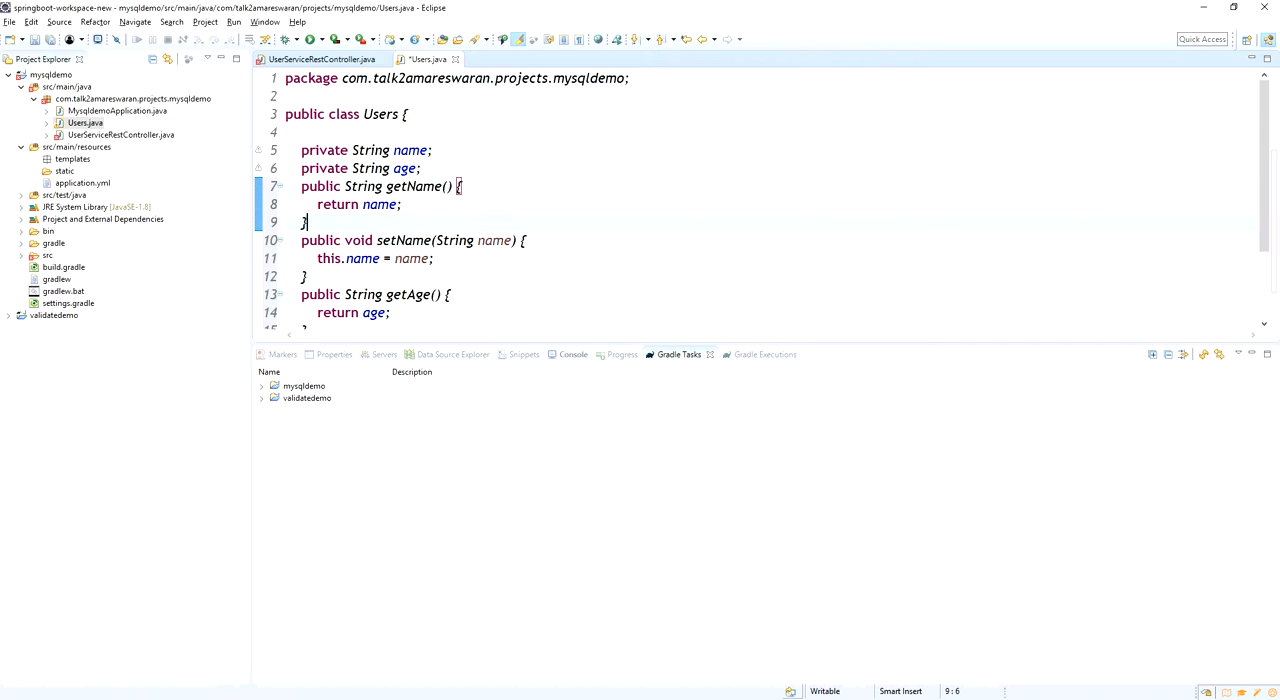 springboot-workspace-new - mysqldemo/src/main/java/com/talk2amareswaran/projects/mysqldemo/Users.java - Eclipse
File Edit Source Refactor Navigate Search Project Run Window Help
Quick Access
Project Explorer
mysqldemo
src/main/java
com.talk2amareswaran.projects.mysqldemo
MysqldemoApplication.java
Users.java
UserServiceRestController.java
src/main/resources
templates
static
application.yml
src/test/java
JRE System Library [JavaSE-1.8]
Project and External Dependencies
bin
gradle
src
build.gradle
gradlew
gradlew.bat
settings.gradle
validatedemo
UserServiceRestController.java *Users.java
1 package com.talk2amareswaran.projects.mysqldemo;
2
3 public class Users {
4
5 private String name;
6 private String age;
7 public String getName() {
8 return name;
9 }
10 public void setName(String name) {
11 this.name = name;
12 }
13 public String getAge() {
14 return age;
15 }
Markers Properties Servers Data Source Explorer Snippets Console Progress Gradle Tasks Gradle Executions
Name Description
mysqldemo
validatedemo
Writable Smart Insert 9 : 6